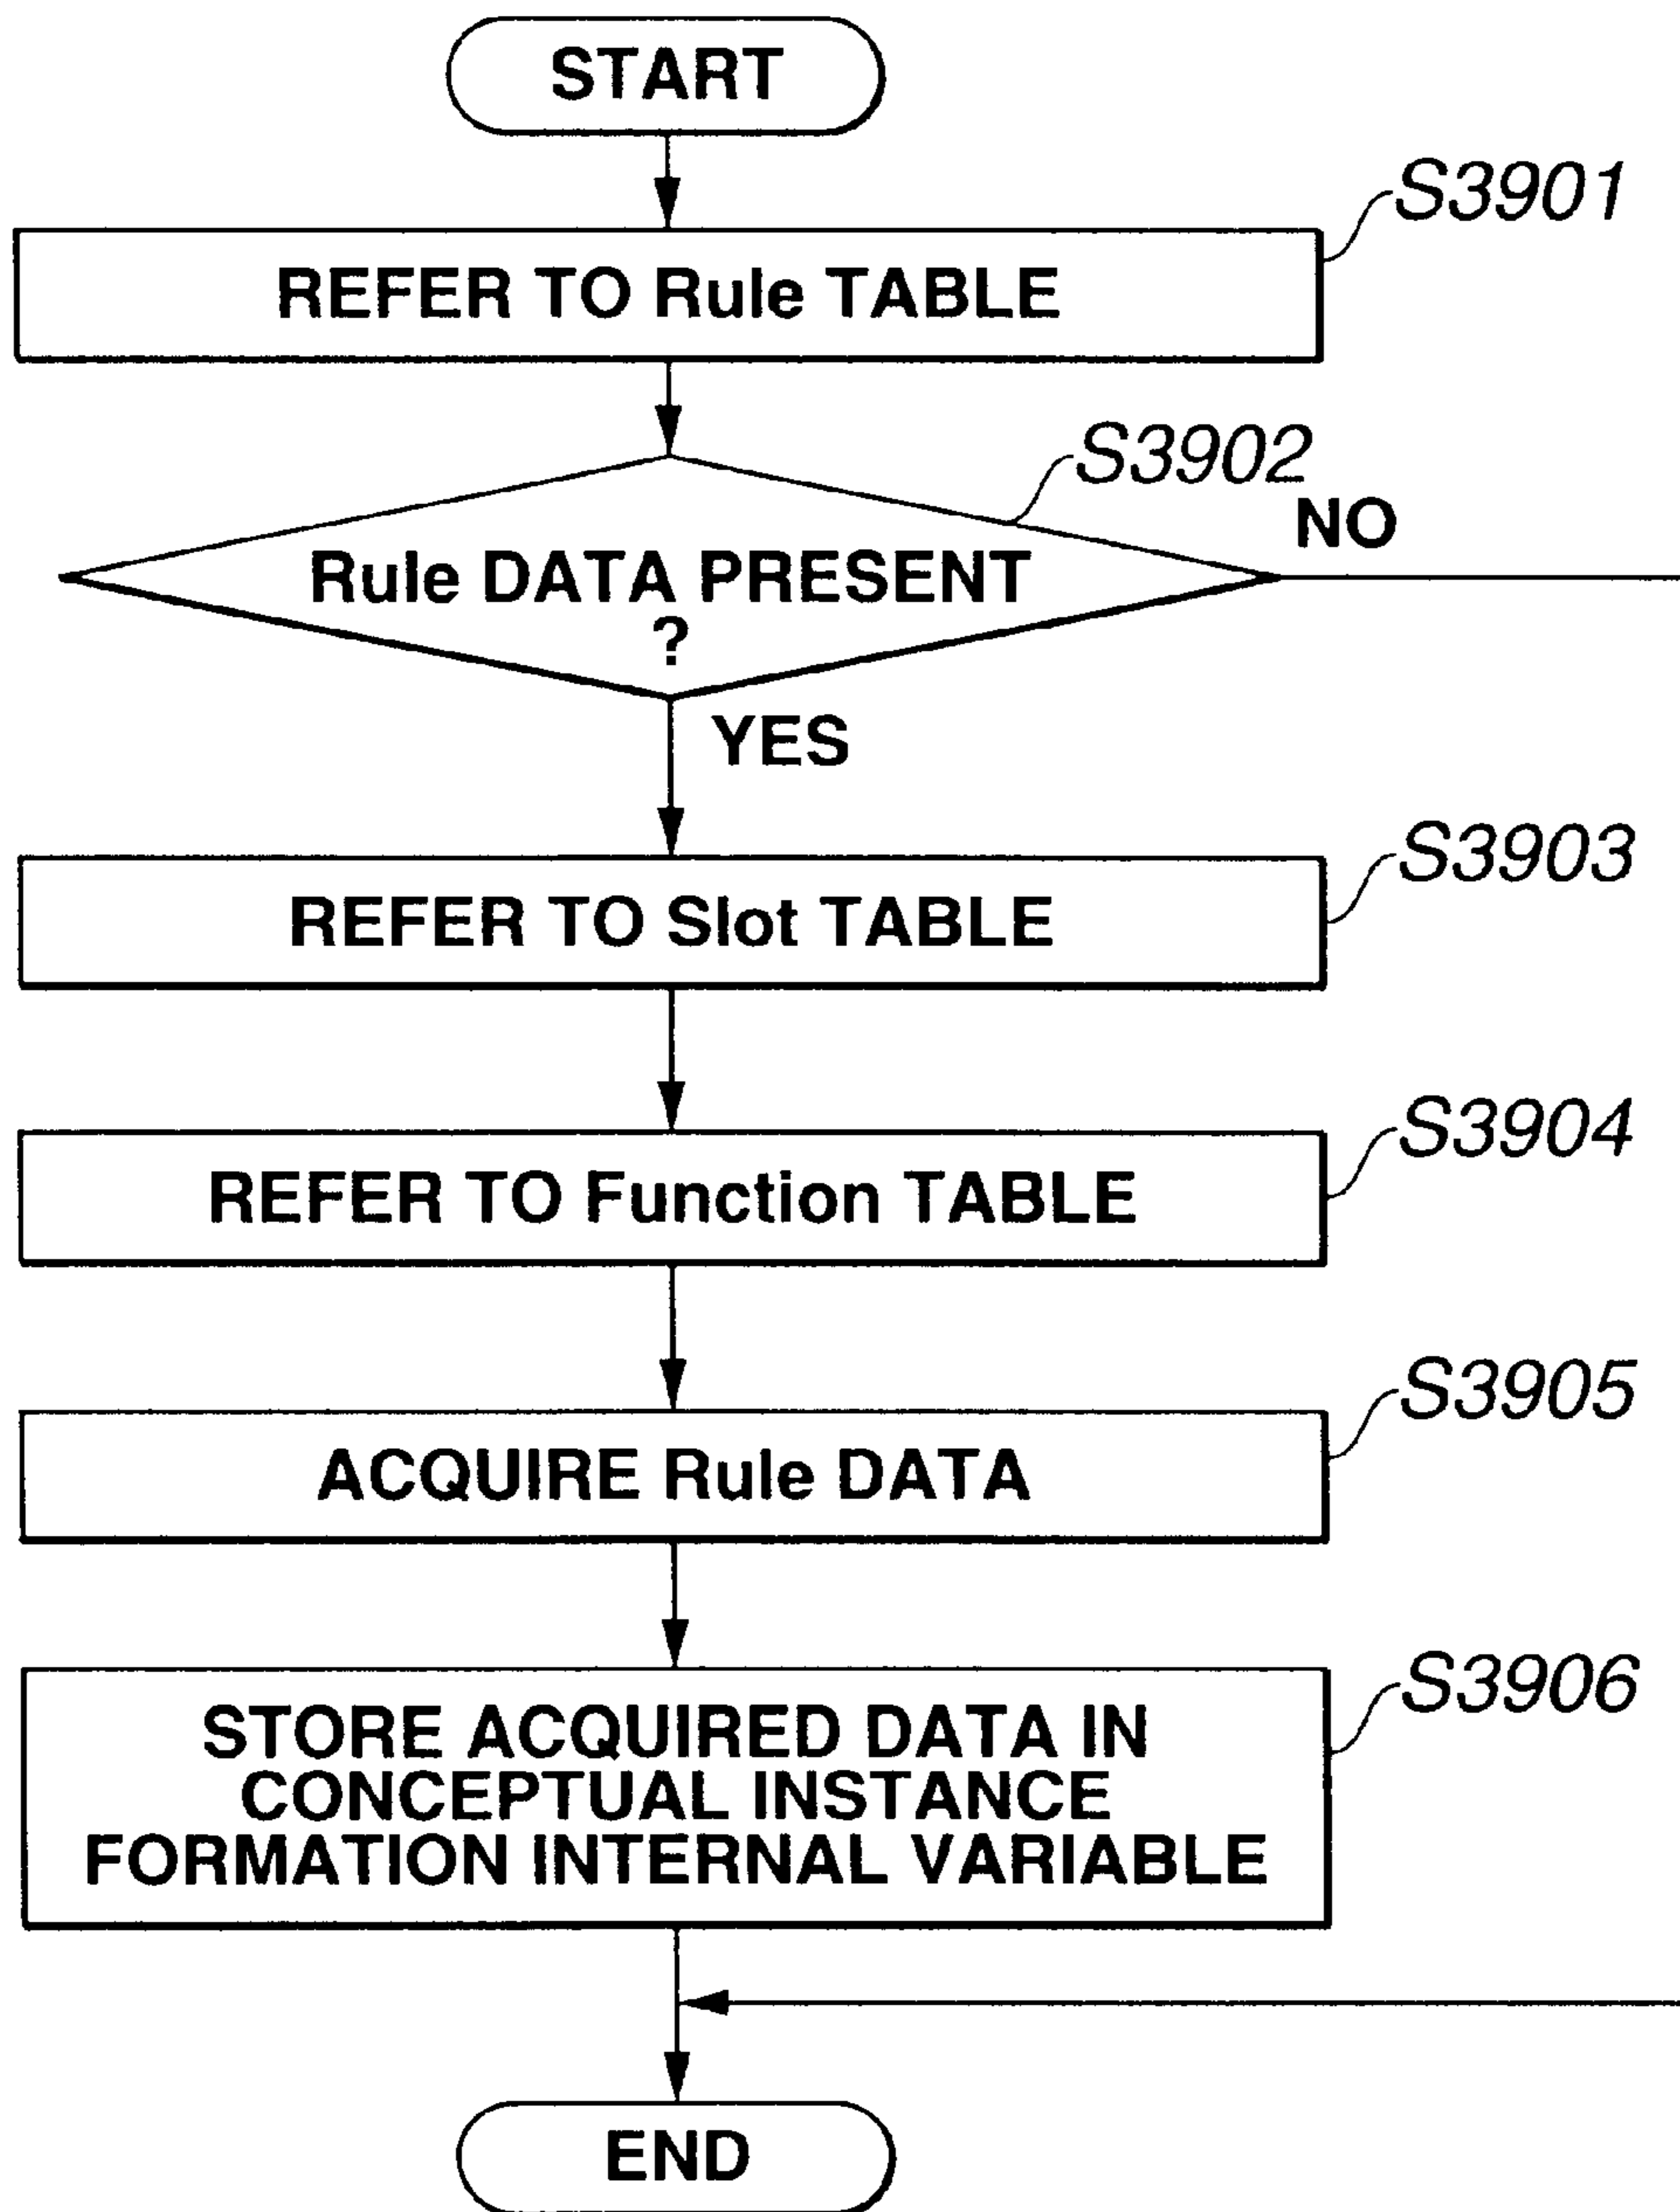 START
S3901
REFER TO Rule TABLE
S3902
NO
Rule DATA PRESENT
?
YES
S3903
REFER TO Slot TABLE
S3904
REFER TO Function TABLE
S3905
ACQUIRE Rule DATA
S3906
STORE ACQUIRED DATA IN
CONCEPTUAL INSTANCE
FORMATION INTERNAL VARIABLE
END